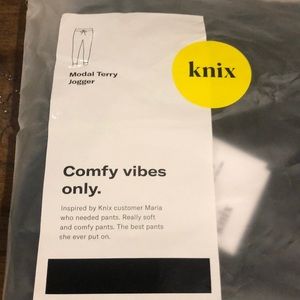 Modal Terry
Jogger
knix
Comfy vibes
only.
Inspired by Knix customer Maria
who needed pants. Really soft
and comfy pants. The best pants
she ever put on.